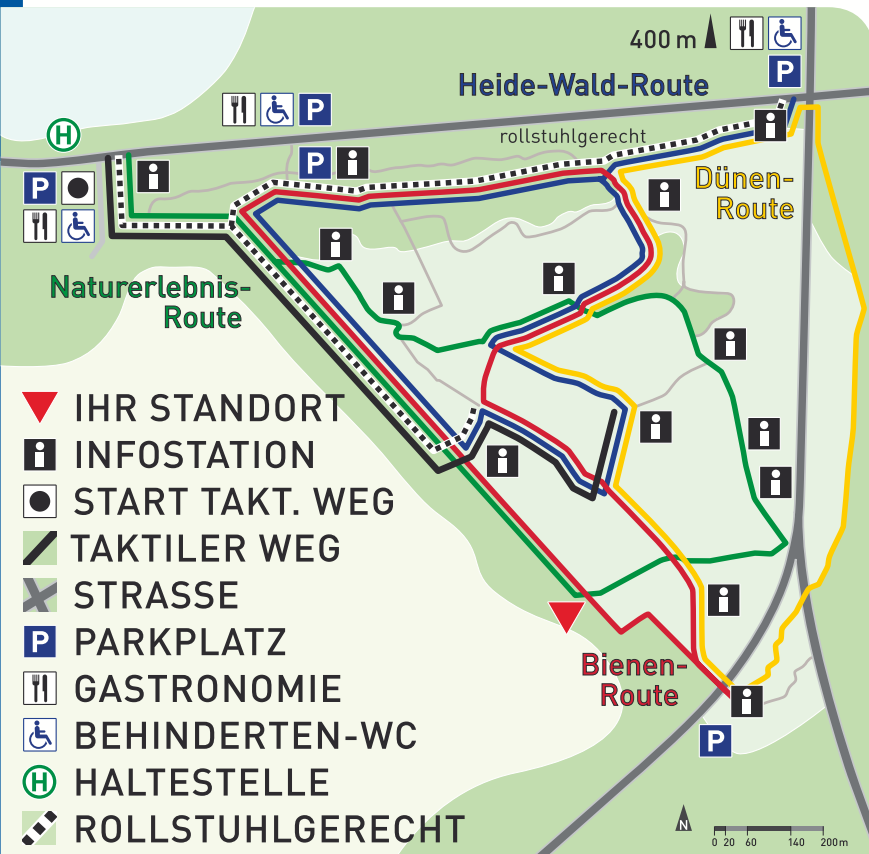 400 m
P
Heide-Wald-Route
H
P
rollstuhlgerecht
i
P
i
i
P
i
Dünen-
Route
i
i
Naturerlebnis-
Route
i
i
i
IHR STANDORT
i
i
i INFOSTATION
i
START TAKT. WEG
i
TAKTILER WEG
STRASSE
i
P PARKPLATZ
Bienen-
Route
GASTRONOMIE
i
BEHINDERTEN-WC
P
H HALTESTELLE
ROLLSTUHLGERECHT
N
0 20 60 140 200 m